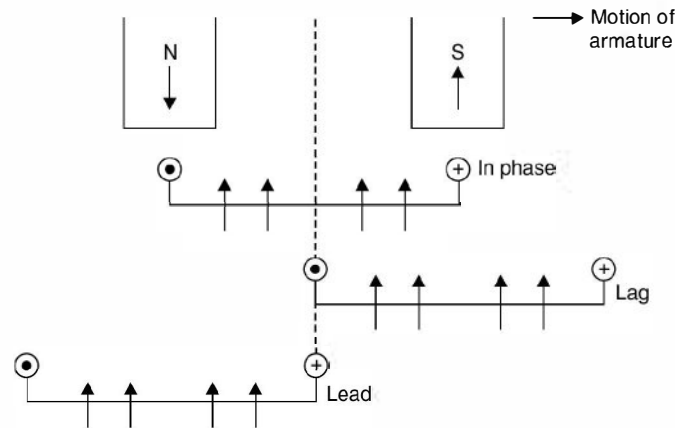 Motion of
armature
N
S
In phase
Lag
Lead